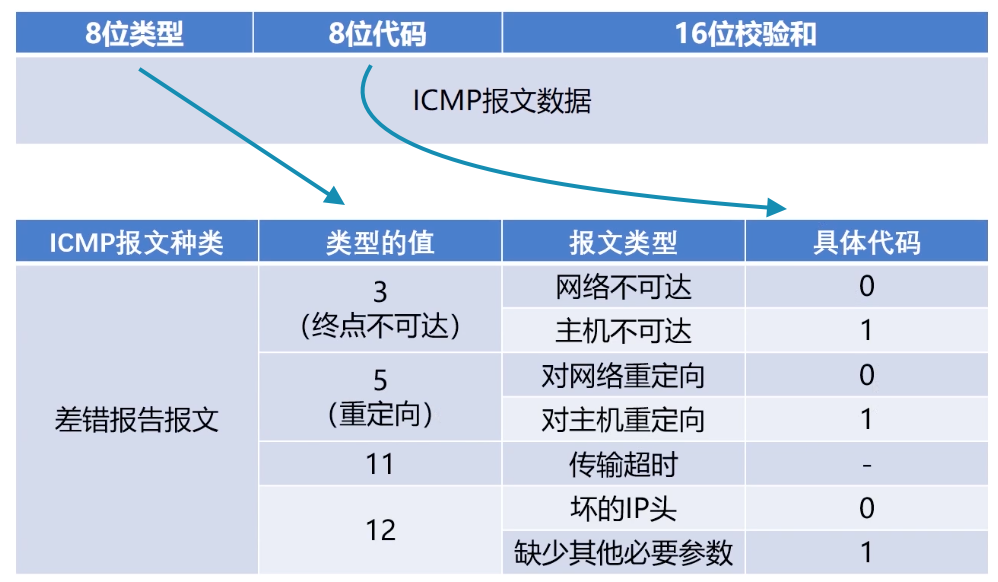 8位类型 8位代码 16位校验和
ICMP报文数据
ICMP报文种类 类型的值 报文类型 具体代码
差错报告报文
3
（终点不可达）
网络不可达 0
主机不可达 1
5
（重定向）
对网络重定向 0
对主机重定向 1
11 传输超时 -
12
坏的IP头 0
缺少其他必要参数 1